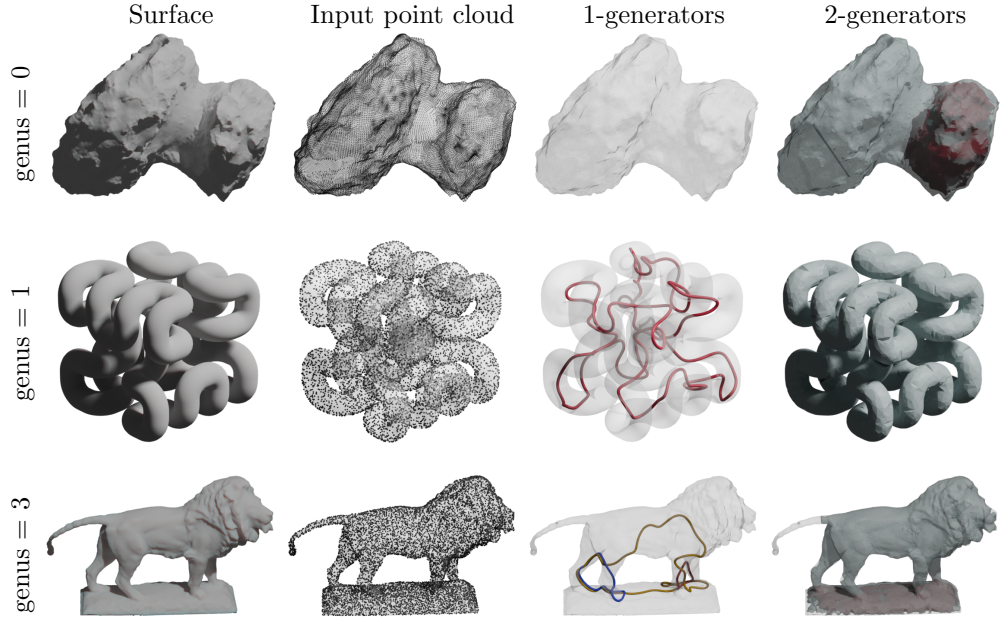 Surface
Input point cloud
1-generators
2-generators
genus = 0
genus = 1
genus = 3